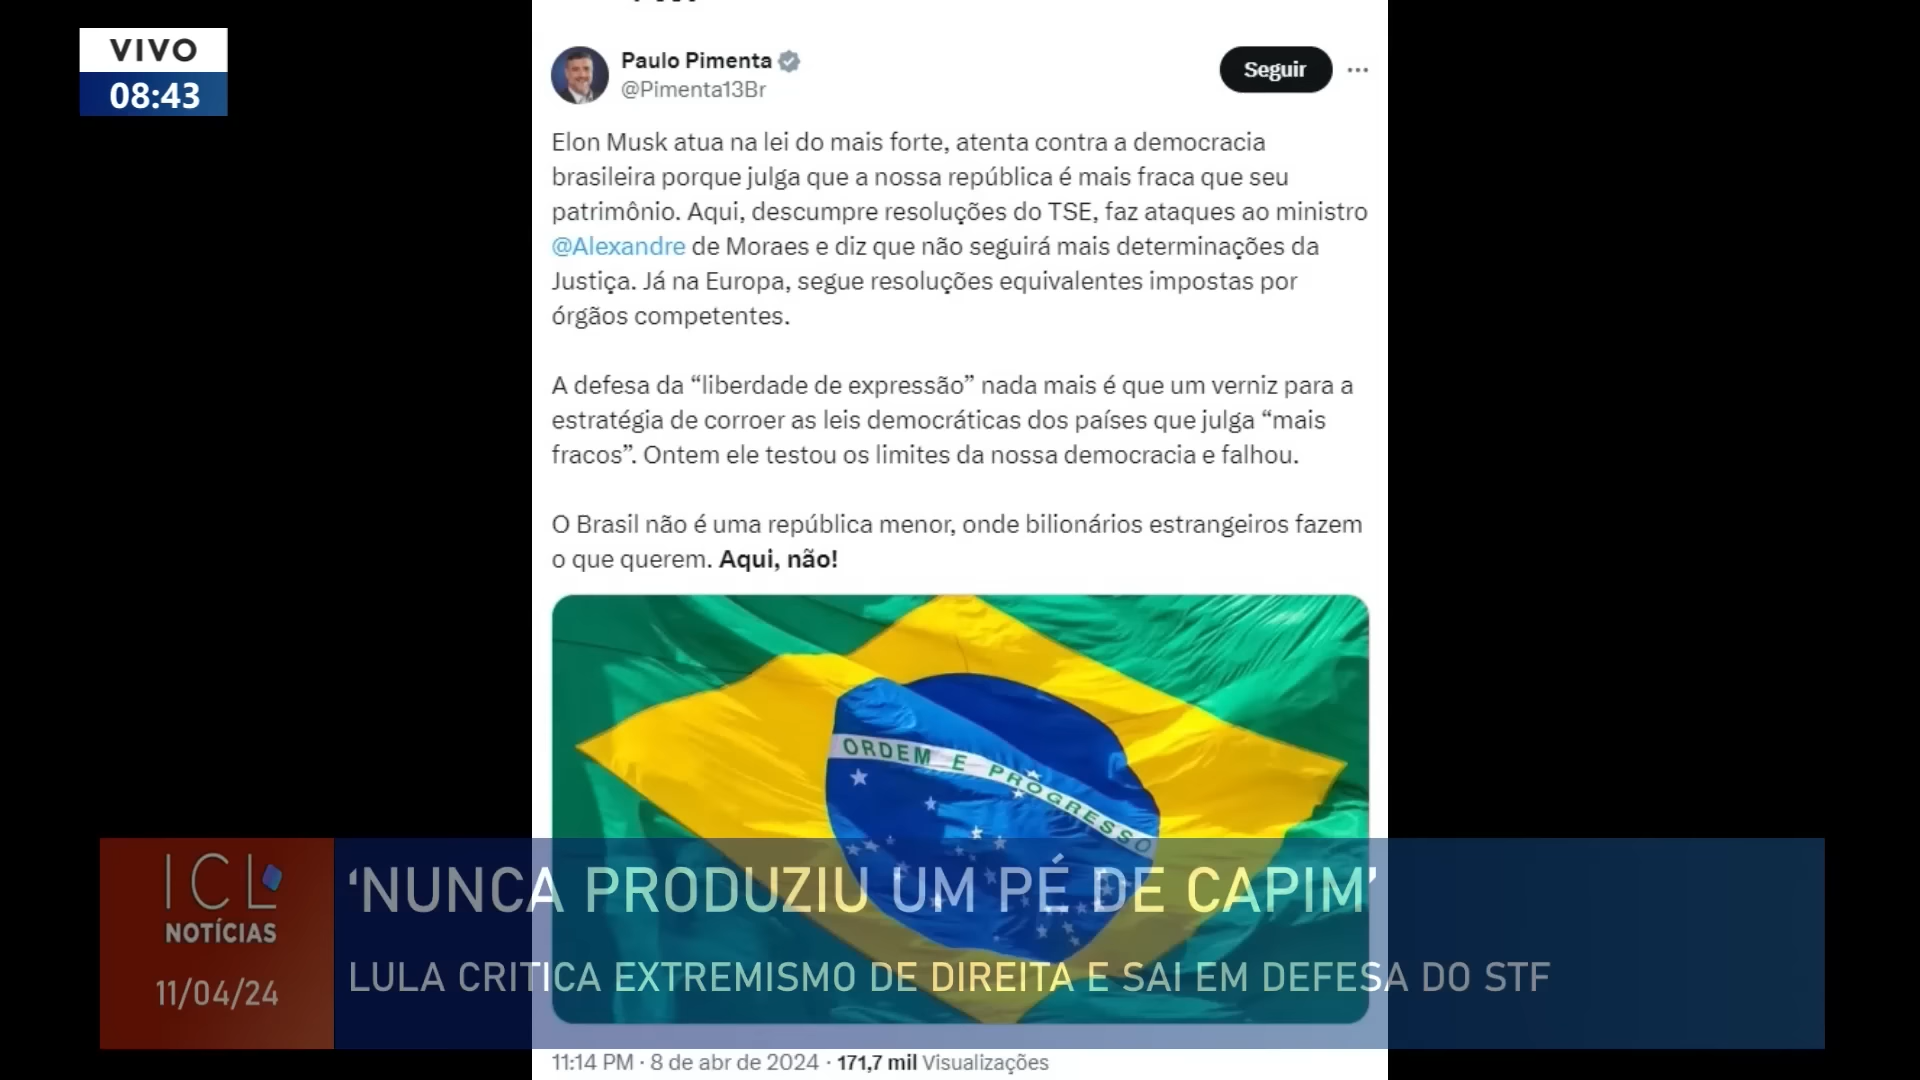 VIVO
08:43
Paulo Pimenta
@Pimenta13Br
Seguir
Elon Musk atua na lei do mais forte, atenta contra a democracia
brasileira porque julga que a nossa república é mais fraca que seu
patrimônio. Aqui, descumpre resoluções do TSE, faz ataques ao ministro
@Alexandre de Moraes e diz que não seguirá mais determinações da
Justiça. Já na Europa, segue resoluções equivalentes impostas por
órgãos competentes.
A defesa da “liberdade de expressão” nada mais é que um verniz para a
estratégia de corroer as leis democráticas dos países que julga “mais
fracos”. Ontem ele testou os limites da nossa democracia e falhou.
O Brasil não é uma república menor, onde bilionários estrangeiros fazem
o que querem. Aqui, não!
ORDEM E PROGRESSO
ICL
NOTÍCIAS
11/04/24
‘NUNCA PRODUZIU UM PÉ DE CAPIM’
LULA CRITICA EXTREMISMO DE DIREITA E SAI EM DEFESA DO STF
11:14 PM · 8 de abr de 2024 · 171,7 mil Visualizações